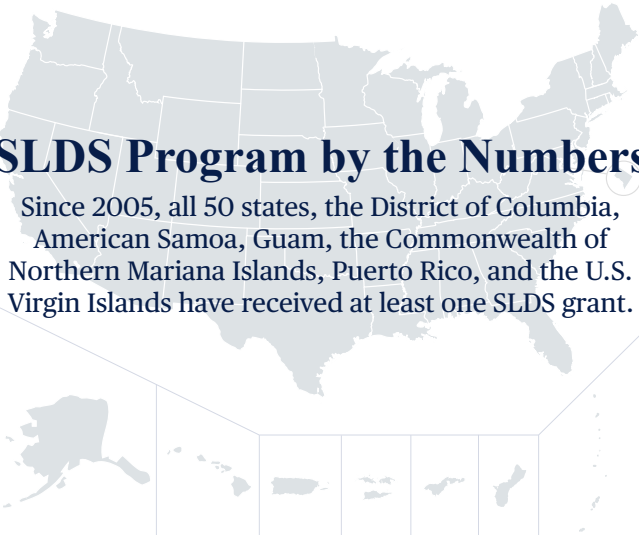 SLDS Program by the Numbers
Since 2005, all 50 states, the District of Columbia,
American Samoa, Guam, the Commonwealth of
Northern Mariana Islands, Puerto Rico, and the U.S.
Virgin Islands have received at least one SLDS grant.